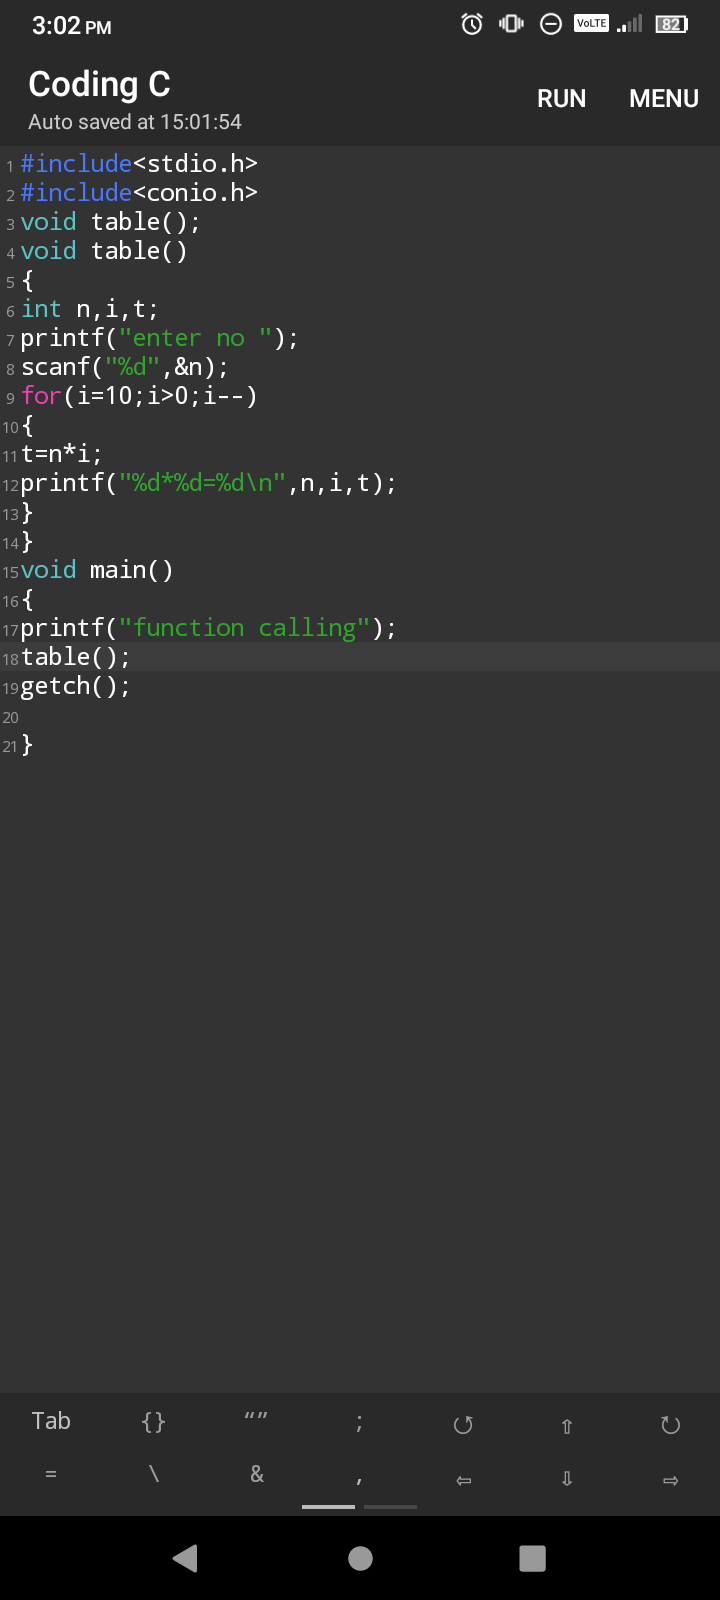 3:02 PM
VoLTE
82
Coding C
Auto saved at 15:01:54
RUN MENU
1 #include<stdio.h>
2 #include<conio.h>
3 void table();
4 void table()
5 {
6 int n,i,t;
7 printf("enter no ");
8 scanf("%d",&n);
9 for(i=10;i>0;i--)
10 {
11 t=n*i;
12 printf("%d*%d=%d\n",n,i,t);
13 }
14 }
15 void main()
16 {
17 printf("function calling");
18 table();
19 getch();
20
21 }
Tab {} “” ; ⭯ ⇧ ⭮
= \ & , ⇦ ⇩ ⇨